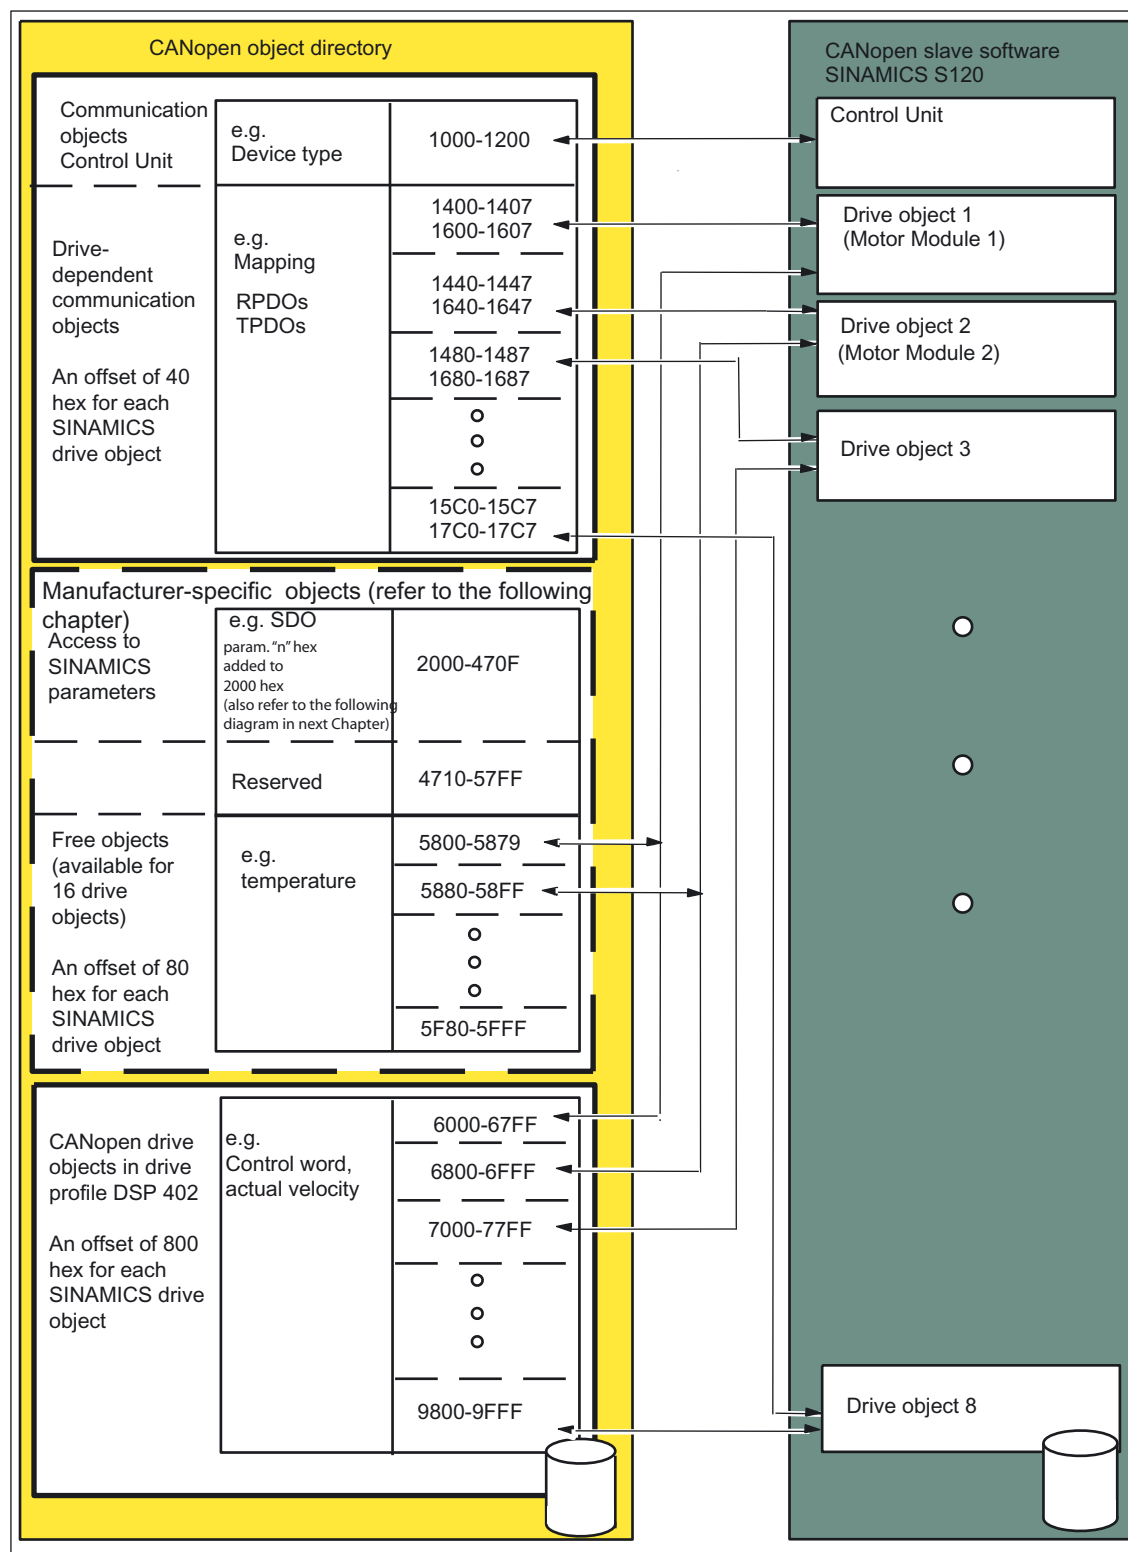 CANopen object directory
Communication
objects
Control Unit
e.g.
Device type
1000-1200
Drive-
dependent
communication
objects
An offset of 40
hex for each
SINAMICS
drive object
e.g.
Mapping
RPDOs
TPDOs
1400-1407
1600-1607
1440-1447
1640-1647
1480-1487
1680-1687
15C0-15C7
17C0-17C7
Manufacturer-specific objects (refer to the following
chapter)
Access to
SINAMICS
parameters
e.g. SDO
param. “n” hex
added to
2000 hex
(also refer to the following
diagram in next Chapter)
2000-470F
Reserved
4710-57FF
Free objects
(available for
16 drive
objects)
An offset of 80
hex for each
SINAMICS
drive object
e.g.
temperature
5800-5879
5880-58FF
5F80-5FFF
CANopen drive
objects in drive
profile DSP 402
An offset of 800
hex for each
SINAMICS drive
object
e.g.
Control word,
actual velocity
6000-67FF
6800-6FFF
7000-77FF
9800-9FFF
CANopen slave software
SINAMICS S120
Control Unit
Drive object 1
(Motor Module 1)
Drive object 2
(Motor Module 2)
Drive object 3
Drive object 8